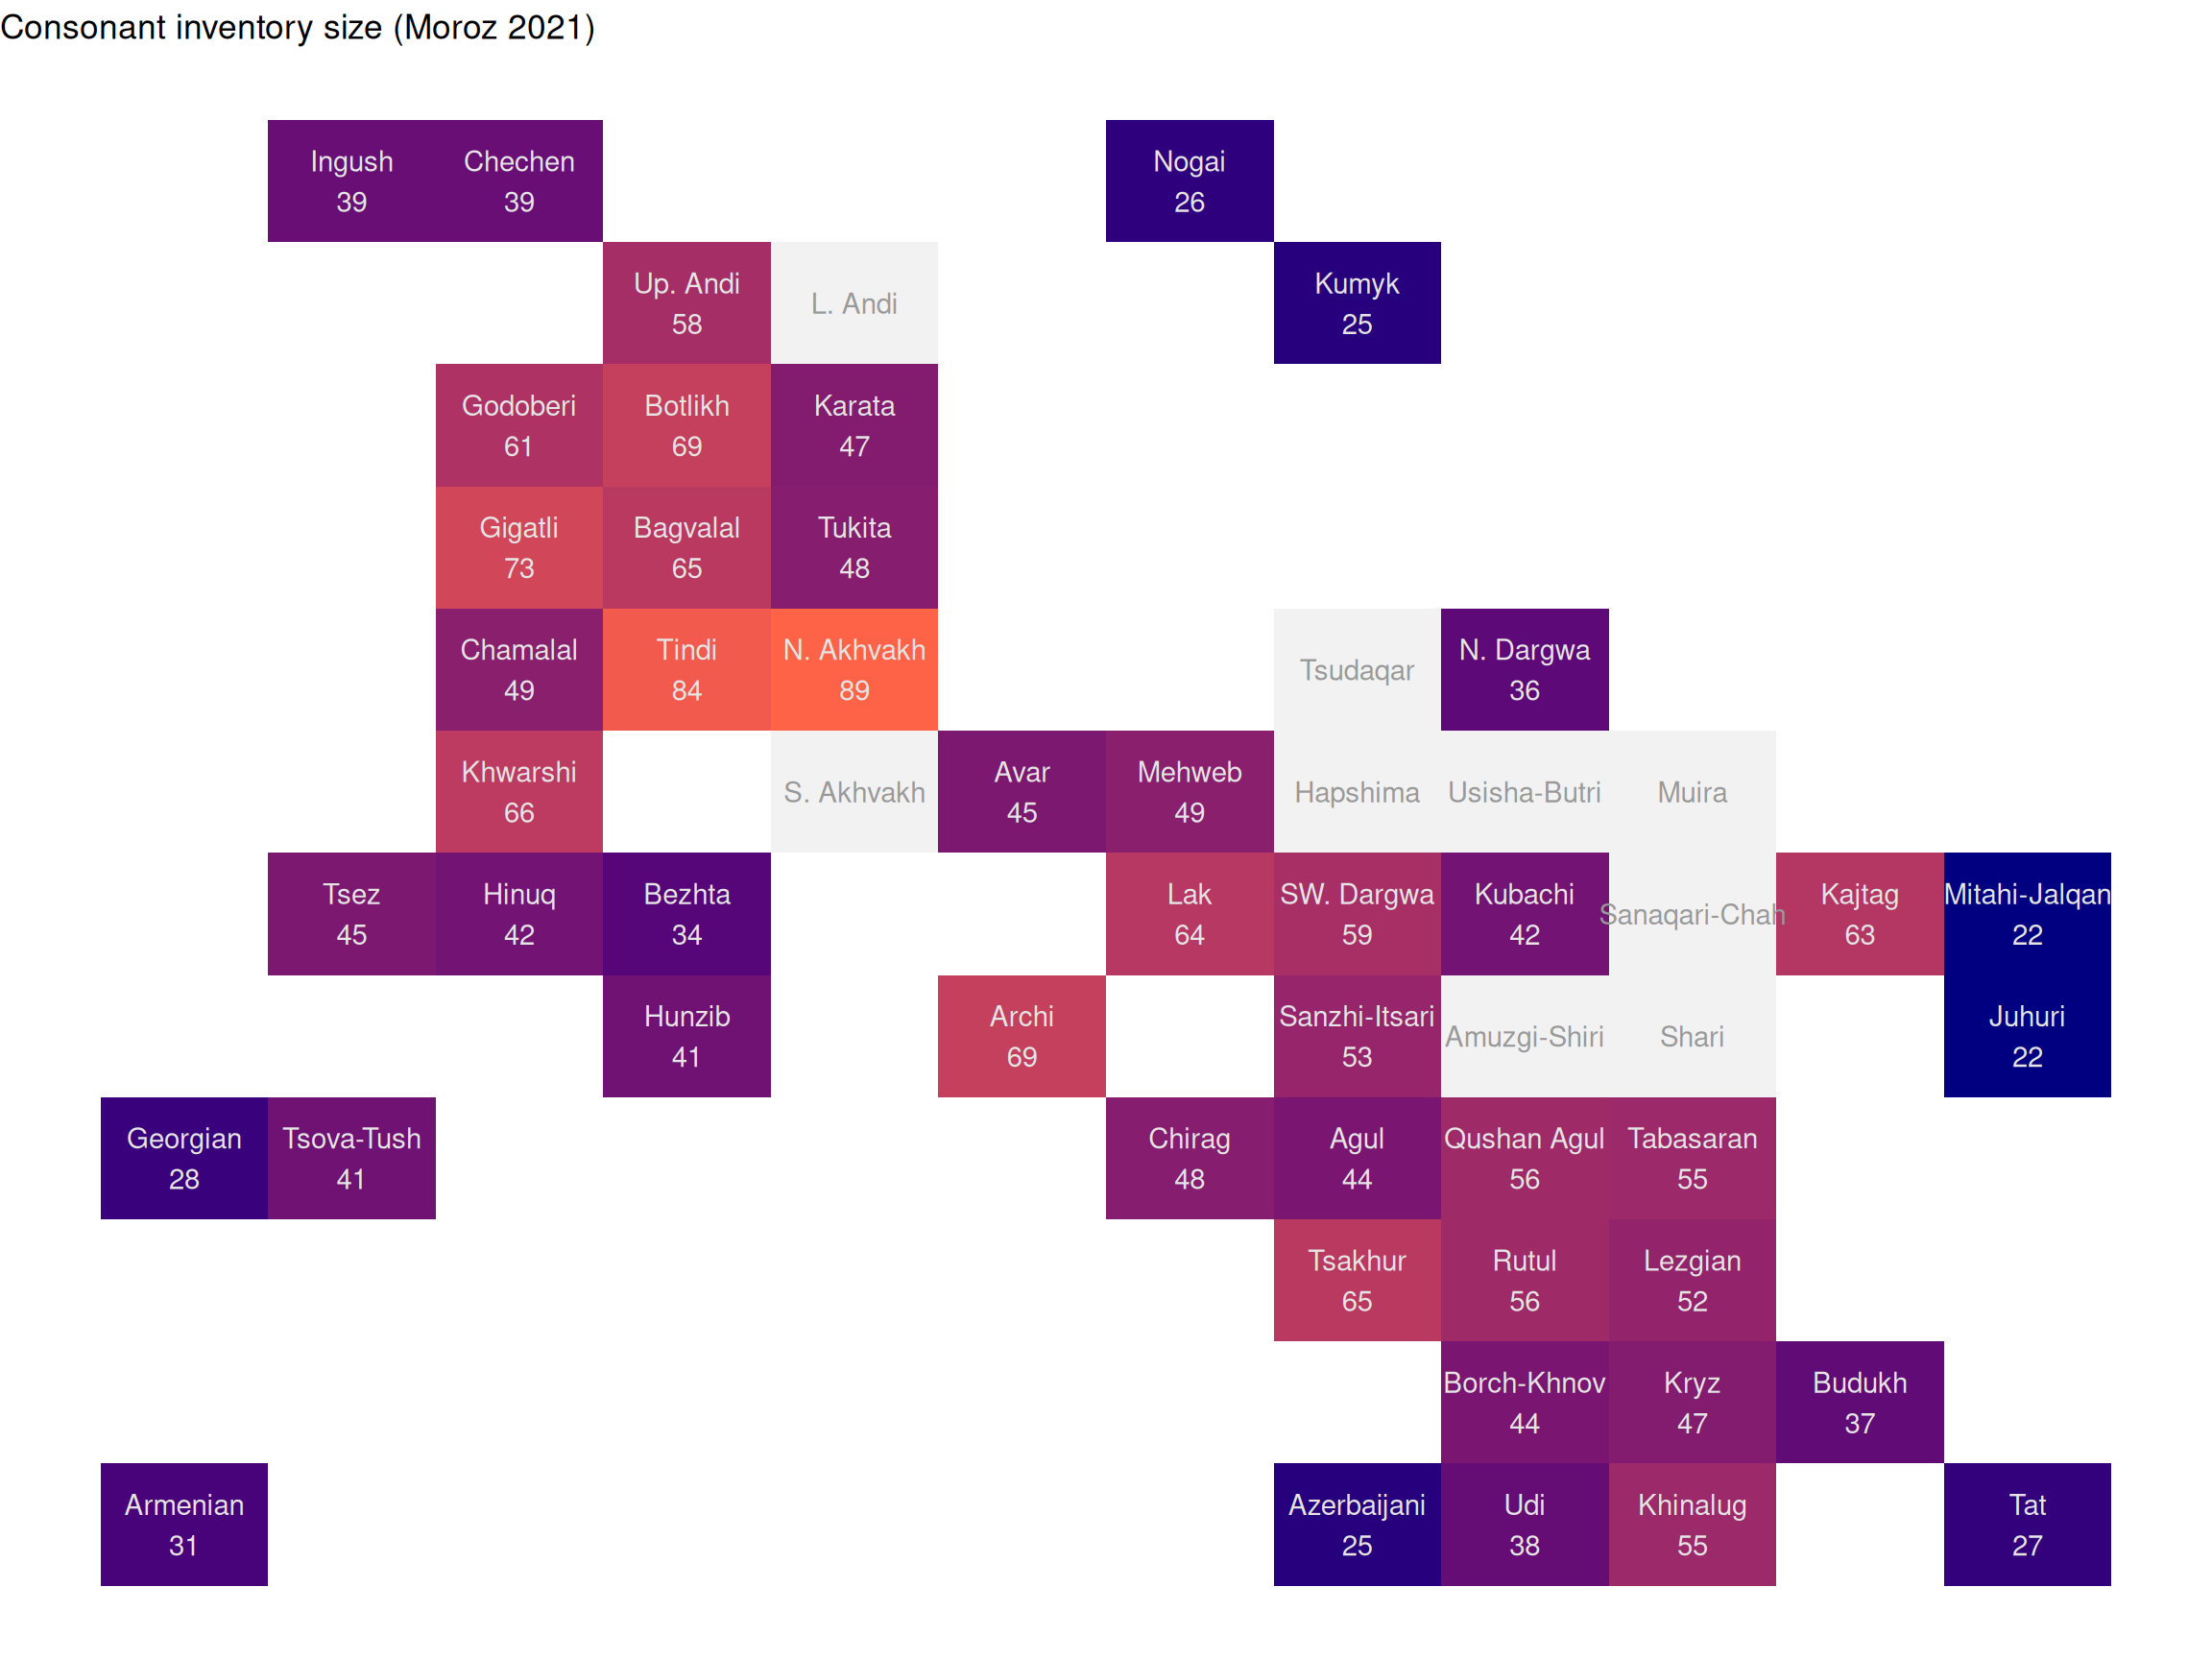 Consonant inventory size (Moroz 2021)
Ingush
39
Chechen
39
Nogai
26
Up. Andi
58
L. Andi
Kumyk
25
Godoberi
61
Botlikh
69
Karata
47
Gigatli
73
Bagvalal
65
Tukita
48
Chamalal
49
Tindi
84
N. Akhvakh
89
Tsudaqar
N. Dargwa
36
Khwarshi
66
S. Akhvakh
Avar
45
Mehweb
49
Hapshima
Usisha-Butri
Muira
Tsez
45
Hinuq
42
Bezhta
34
Lak
64
SW. Dargwa
59
Kubachi
42
Sanaqari-Chah
Kajtag
63
Mitahi-Jalqan
22
Hunzib
41
Archi
69
Sanzhi-Itsari
53
Amuzgi-Shiri
Shari
Juhuri
22
Georgian
28
Tsova-Tush
41
Chirag
48
Agul
44
Qushan Agul
56
Tabasaran
55
Tsakhur
65
Rutul
56
Lezgian
52
Borch-Khnov
44
Kryz
47
Budukh
37
Armenian
31
Azerbaijani
25
Udi
38
Khinalug
55
Tat
27